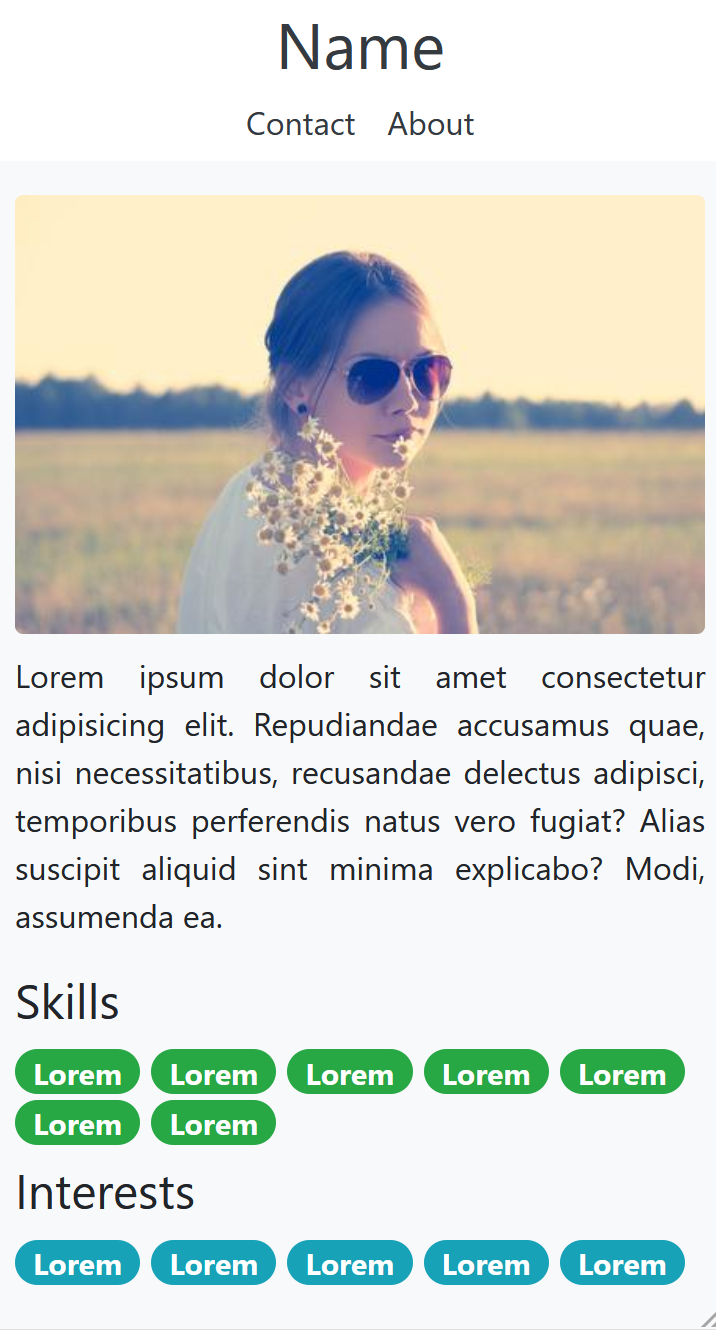 Name
Contact About
Lorem ipsum dolor sit amet consectetur
adipisicing elit. Repudiandae accusamus quae,
nisi necessitatibus, recusandae delectus adipisci,
temporibus perferendis natus vero fugiat? Alias
suscipit aliquid sint minima explicabo? Modi,
assumenda ea.
Skills
Lorem Lorem Lorem Lorem Lorem
Lorem Lorem
Interests
Lorem Lorem Lorem Lorem Lorem